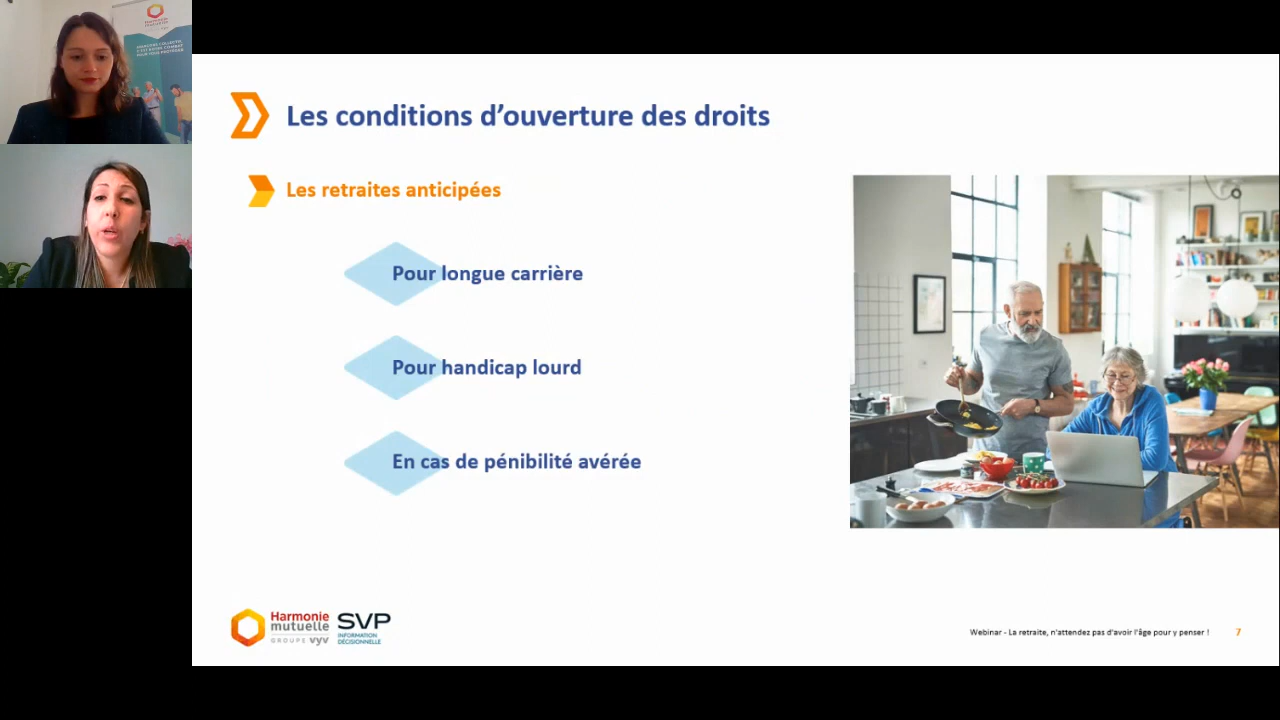 Les conditions d'ouverture des droits
Les retraites anticipées
Pour longue carrière
Pour handicap lourd
En cas de pénibilité avérée
Harmonie
mutuelle
GROUPE vyv
SVP
INFORMATION
DÉCISIONNELLE
Webinar - La retraite, n'attendez pas d'avoir l'âge pour y penser !
7